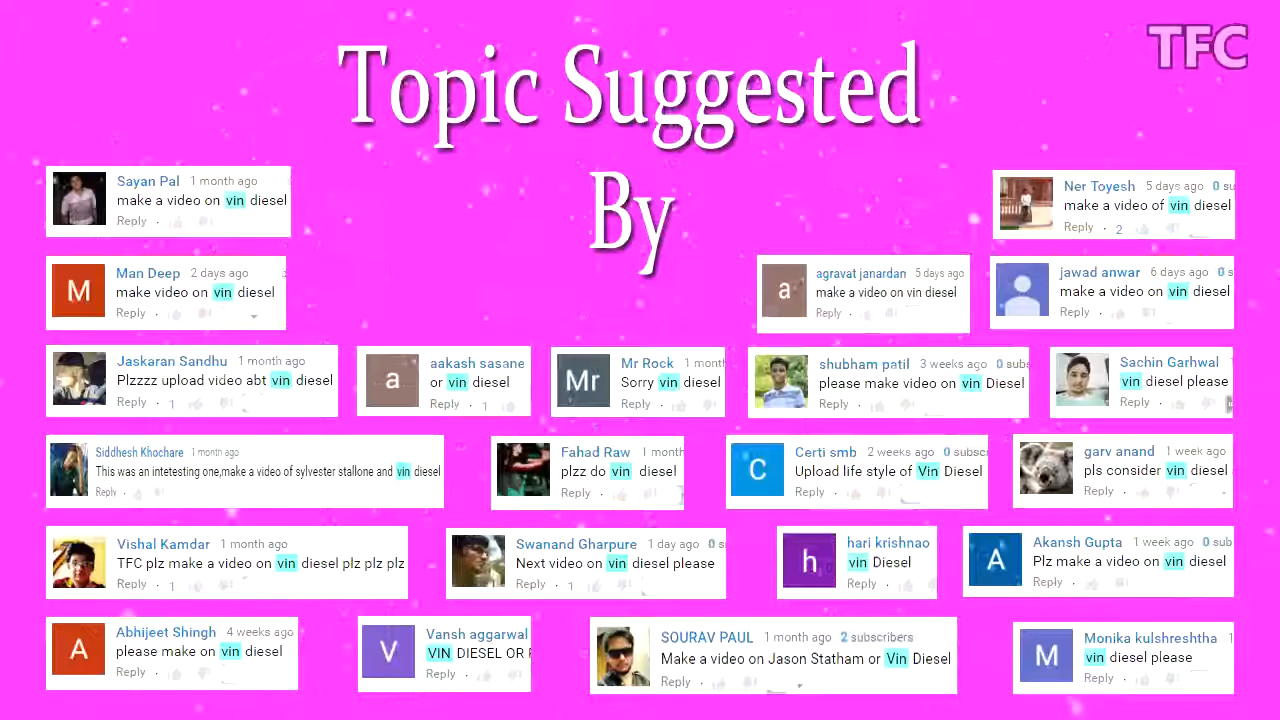 TFC
Topic Suggested
By
Sayan Pal 1 month ago
make a video on vin diesel
Reply
Ner Toyesh 5 days ago 0 su
make a video of vin diesel
Reply · 2
Man Deep 2 days ago
make video on vin diesel
Reply ·
agravat janardan 5 days ago
make a video on vin diesel
Reply ·
jawad anwar 6 days ago 0 s
make a video on vin diesel
Reply ·
Jaskaran Sandhu 1 month ago
Plzzzz upload video abt vin diesel
Reply · 1
a
aakash sasane
or vin diesel
Reply · 1
Mr
Mr Rock 1 month
Sorry vin diesel
Reply ·
shubham patil 3 weeks ago 0 subs
please make video on vin Diesel
Reply ·
Sachin Garhwal 1
vin diesel please
Reply ·
Siddhesh Khochare 1 month ago
This was an intetesting one,make a video of sylvester stallone and vin diesel
Reply ·
Fahad Raw 1 month
plzz do vin diesel
Reply ·
C
Certi smb 2 weeks ago 0 subsc
Upload life style of Vin Diesel
Reply ·
garv anand 1 week ago
pls consider vin diesel
Reply ·
Vishal Kamdar 1 month ago
TFC plz make a video on vin diesel plz plz plz
Reply · 1
Swanand Gharpure 1 day ago 0 s
Next video on vin diesel please
Reply · 1
h
hari krishnao
vin Diesel
Reply ·
A
Akansh Gupta 1 week ago 0 sub
Plz make a video on vin diesel
Reply ·
A
Abhijeet Shingh 4 weeks ago
please make on vin diesel
Reply ·
V
Vansh aggarwal
VIN DIESEL OR
Reply ·
SOURAV PAUL 1 month ago 2 subscribers
Make a video on Jason Statham or Vin Diesel
Reply ·
M
Monika kulshreshtha 1
vin diesel please
Reply ·
M
a